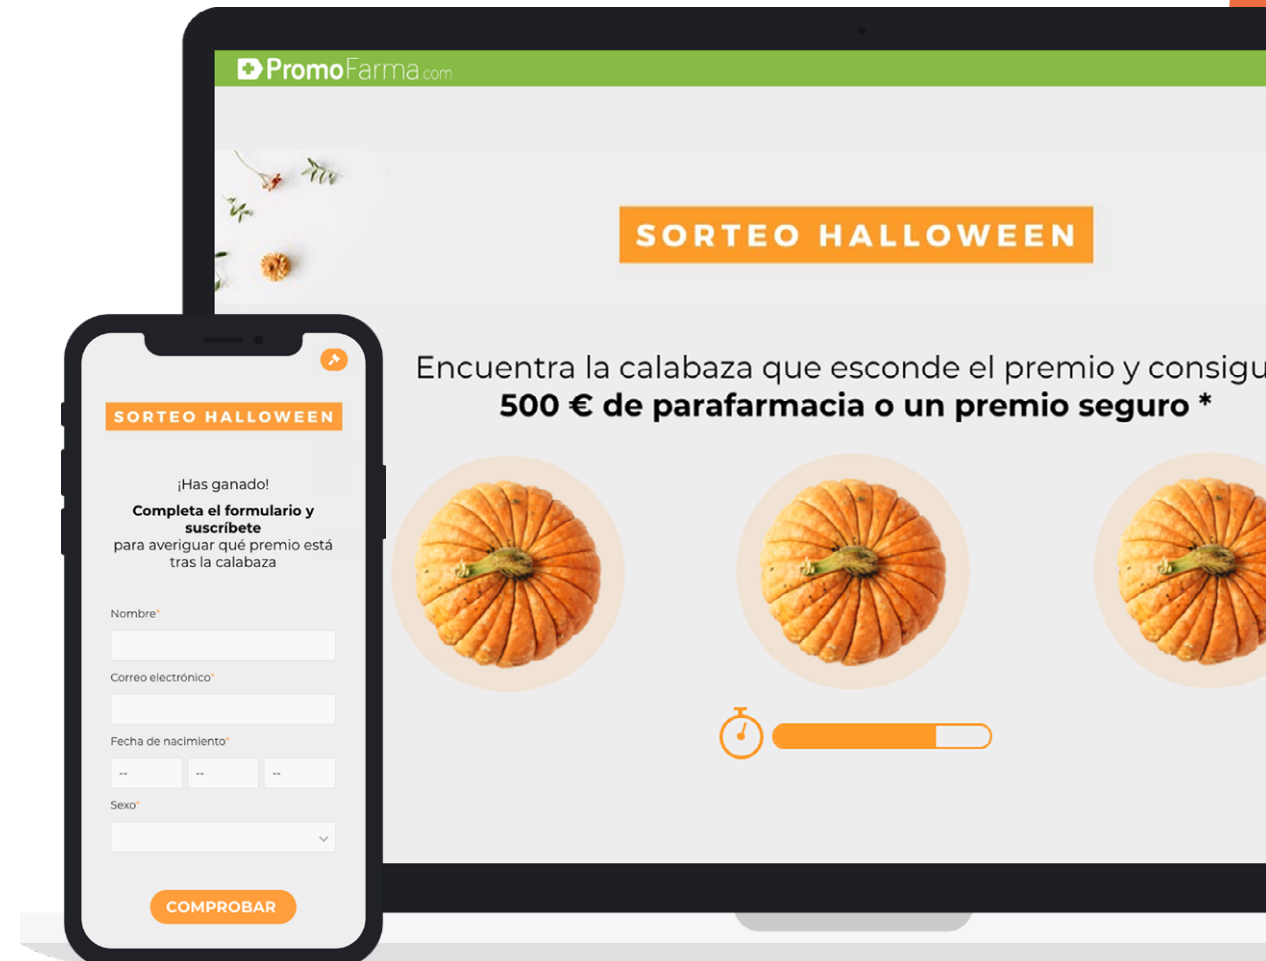 PromoFarma.com
SORTEO HALLOWEEN
Encuentra la calabaza que esconde el premio y consigu
500 € de parafarmacia o un premio seguro *
SORTEO HALLOWEEN
¡Has ganado!
Completa el formulario y
suscríbete
para averiguar qué premio está
tras la calabaza
Nombre*
Correo electrónico*
Fecha de nacimiento*
-- -- --
Sexo*
COMPROBAR